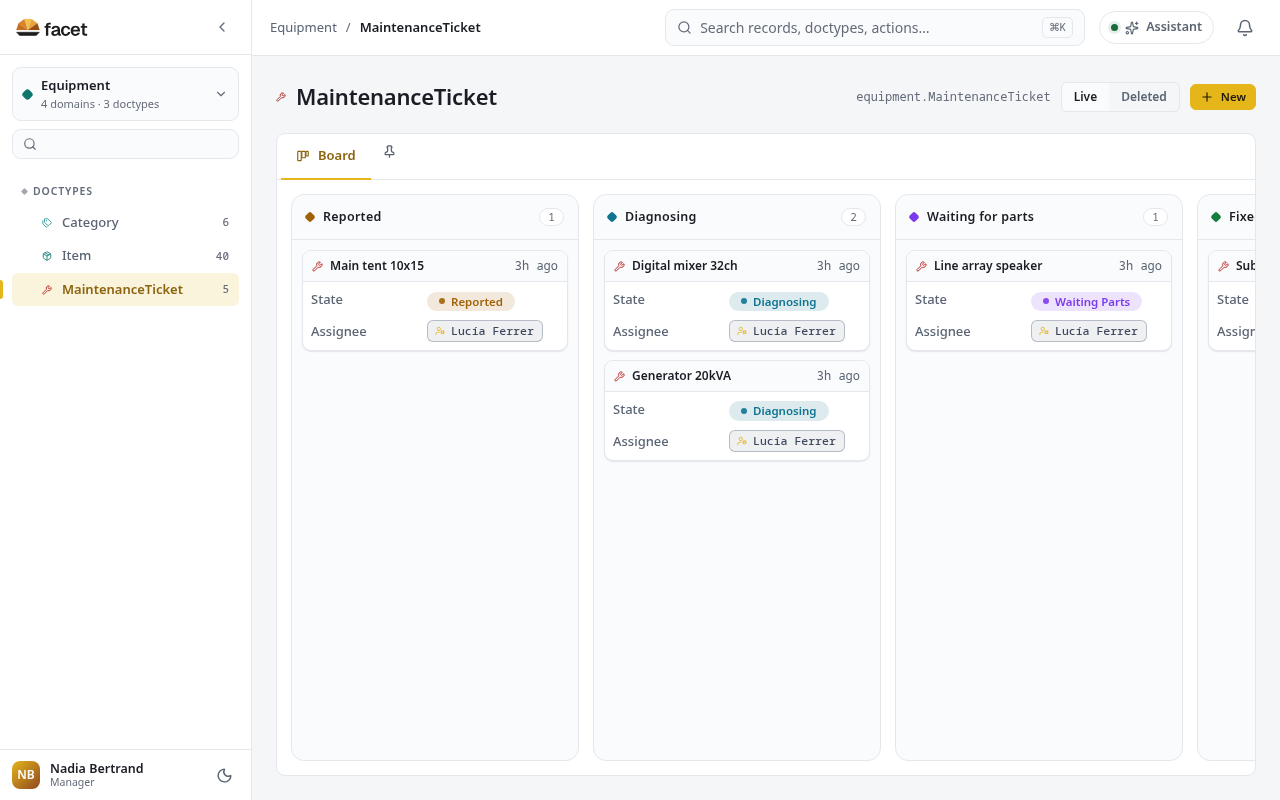 facet
Equipment / MaintenanceTicket
Search records, doctypes, actions...
⌘K
Assistant
Equipment
4 domains · 3 doctypes
DOCTYPES
Category 6
Item 40
MaintenanceTicket 5
MaintenanceTicket
equipment.MaintenanceTicket
Live
Deleted
New
Board
Reported 1
Main tent 10x15 3h ago
State Reported
Assignee Lucía Ferrer
Diagnosing 2
Digital mixer 32ch 3h ago
State Diagnosing
Assignee Lucía Ferrer
Generator 20kVA 3h ago
State Diagnosing
Assignee Lucía Ferrer
Waiting for parts 1
Line array speaker 3h ago
State Waiting Parts
Assignee Lucía Ferrer
Fixe
Sub
State
Assign
NB
Nadia Bertrand
Manager